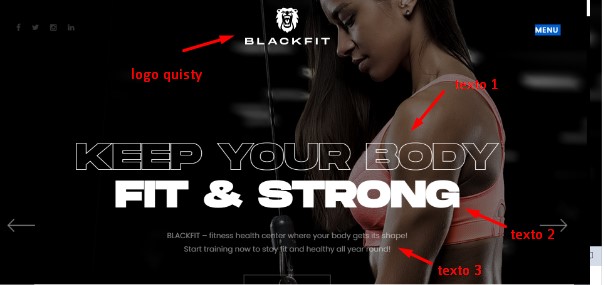 BLACKFIT
MENU
logo quisty
texto 1
KEEP YOUR BODY
FIT & STRONG
texto 2
BLACKFIT – fitness health center where your body gets its shape!
Start training now to stay fit and healthy all year round!
texto 3